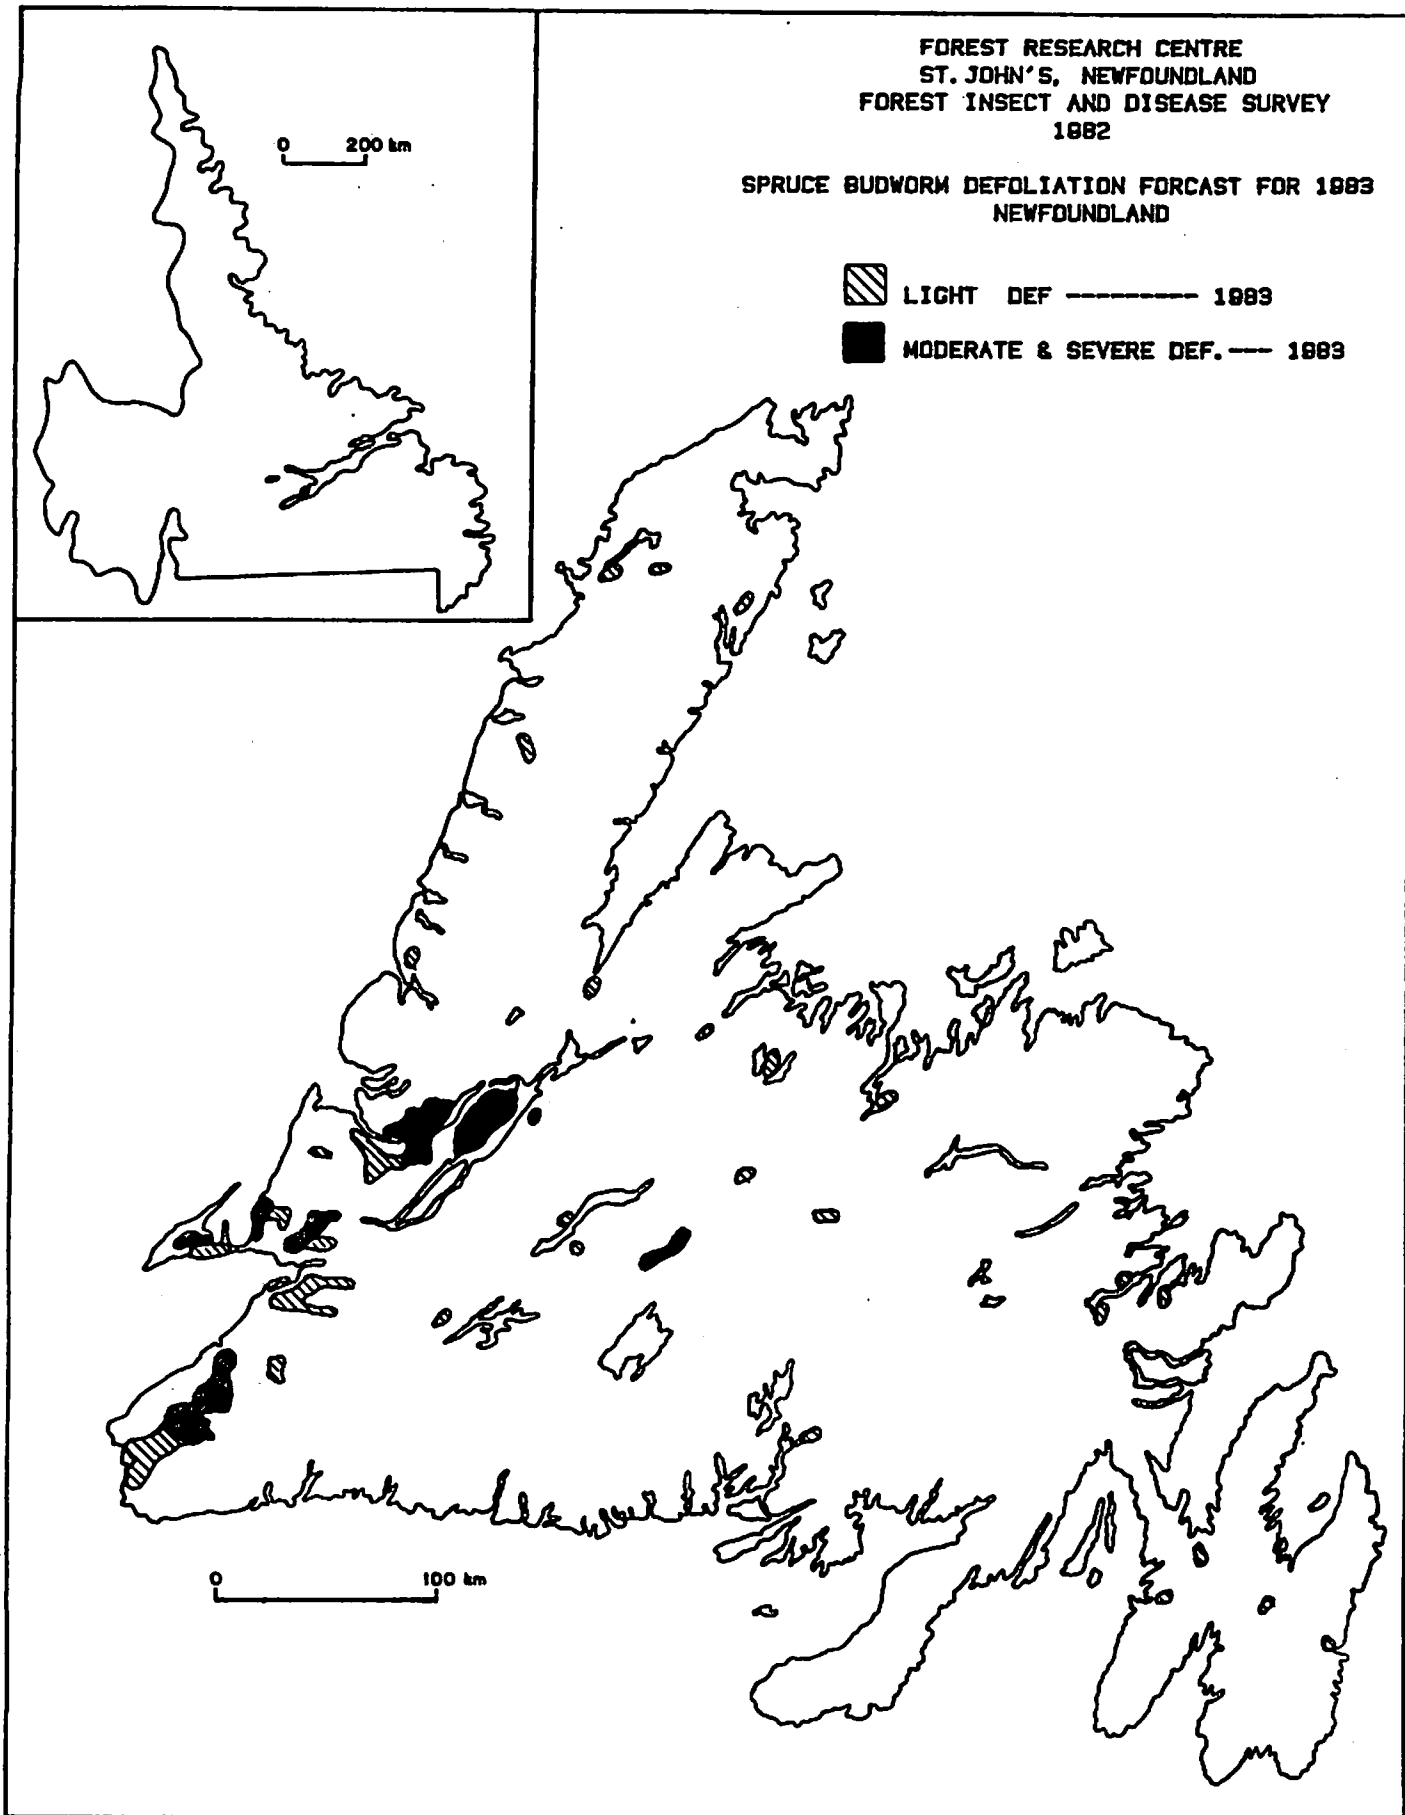 FOREST RESEARCH CENTRE
ST. JOHN'S, NEWFOUNDLAND
FOREST INSECT AND DISEASE SURVEY
1982
SPRUCE BUDWORM DEFOLIATION FORCAST FOR 1983
NEWFOUNDLAND
LIGHT DEF --------- 1983
MODERATE & SEVERE DEF.--- 1983
0 200 km
0 100 km